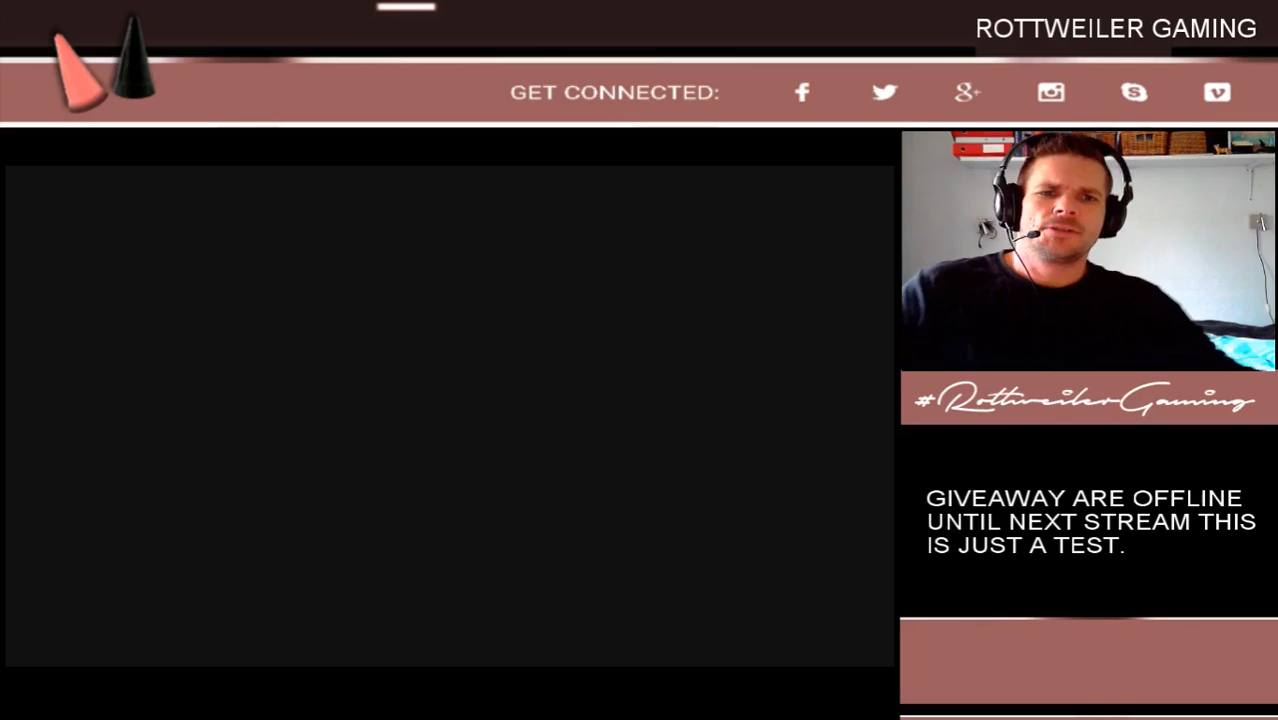 ROTTWEILER GAMING
GET CONNECTED:
#RottweilerGaming
GIVEAWAY ARE OFFLINE
UNTIL NEXT STREAM THIS
IS JUST A TEST.